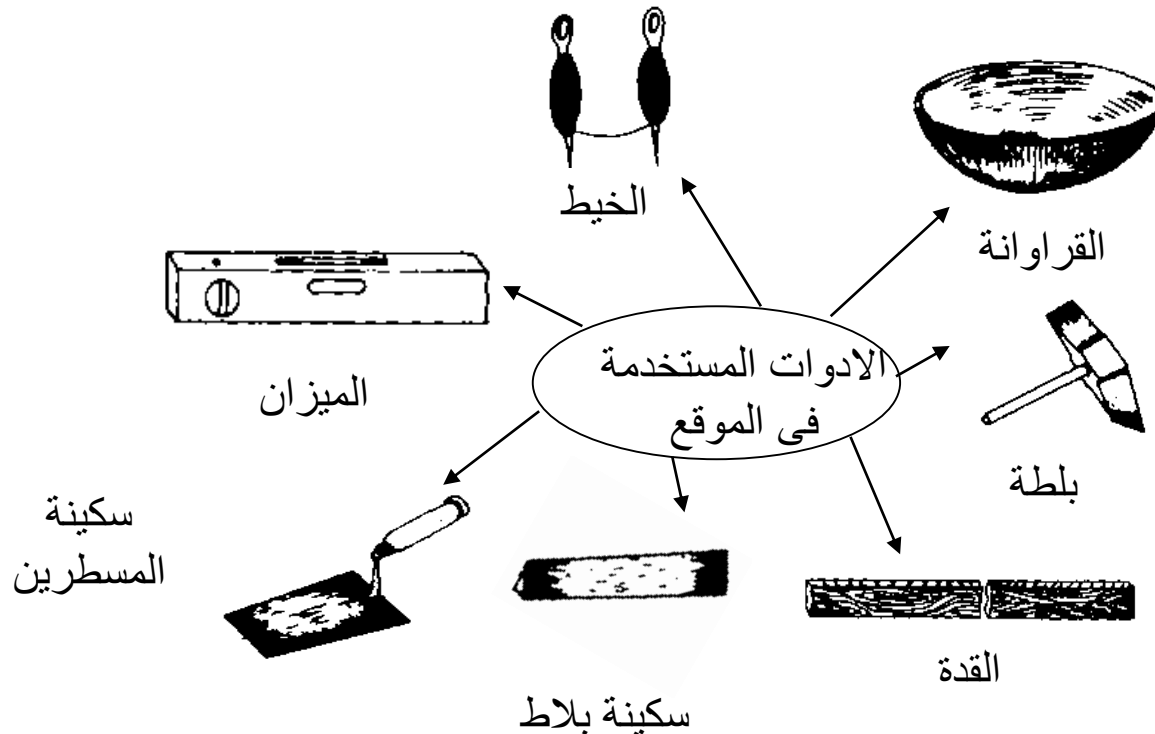 الخيط
القراوانة
الميزان
الادوات المستخدمة
فى الموقع
بلطة
سكينة
المسطرين
القدة
سكينة بلاط